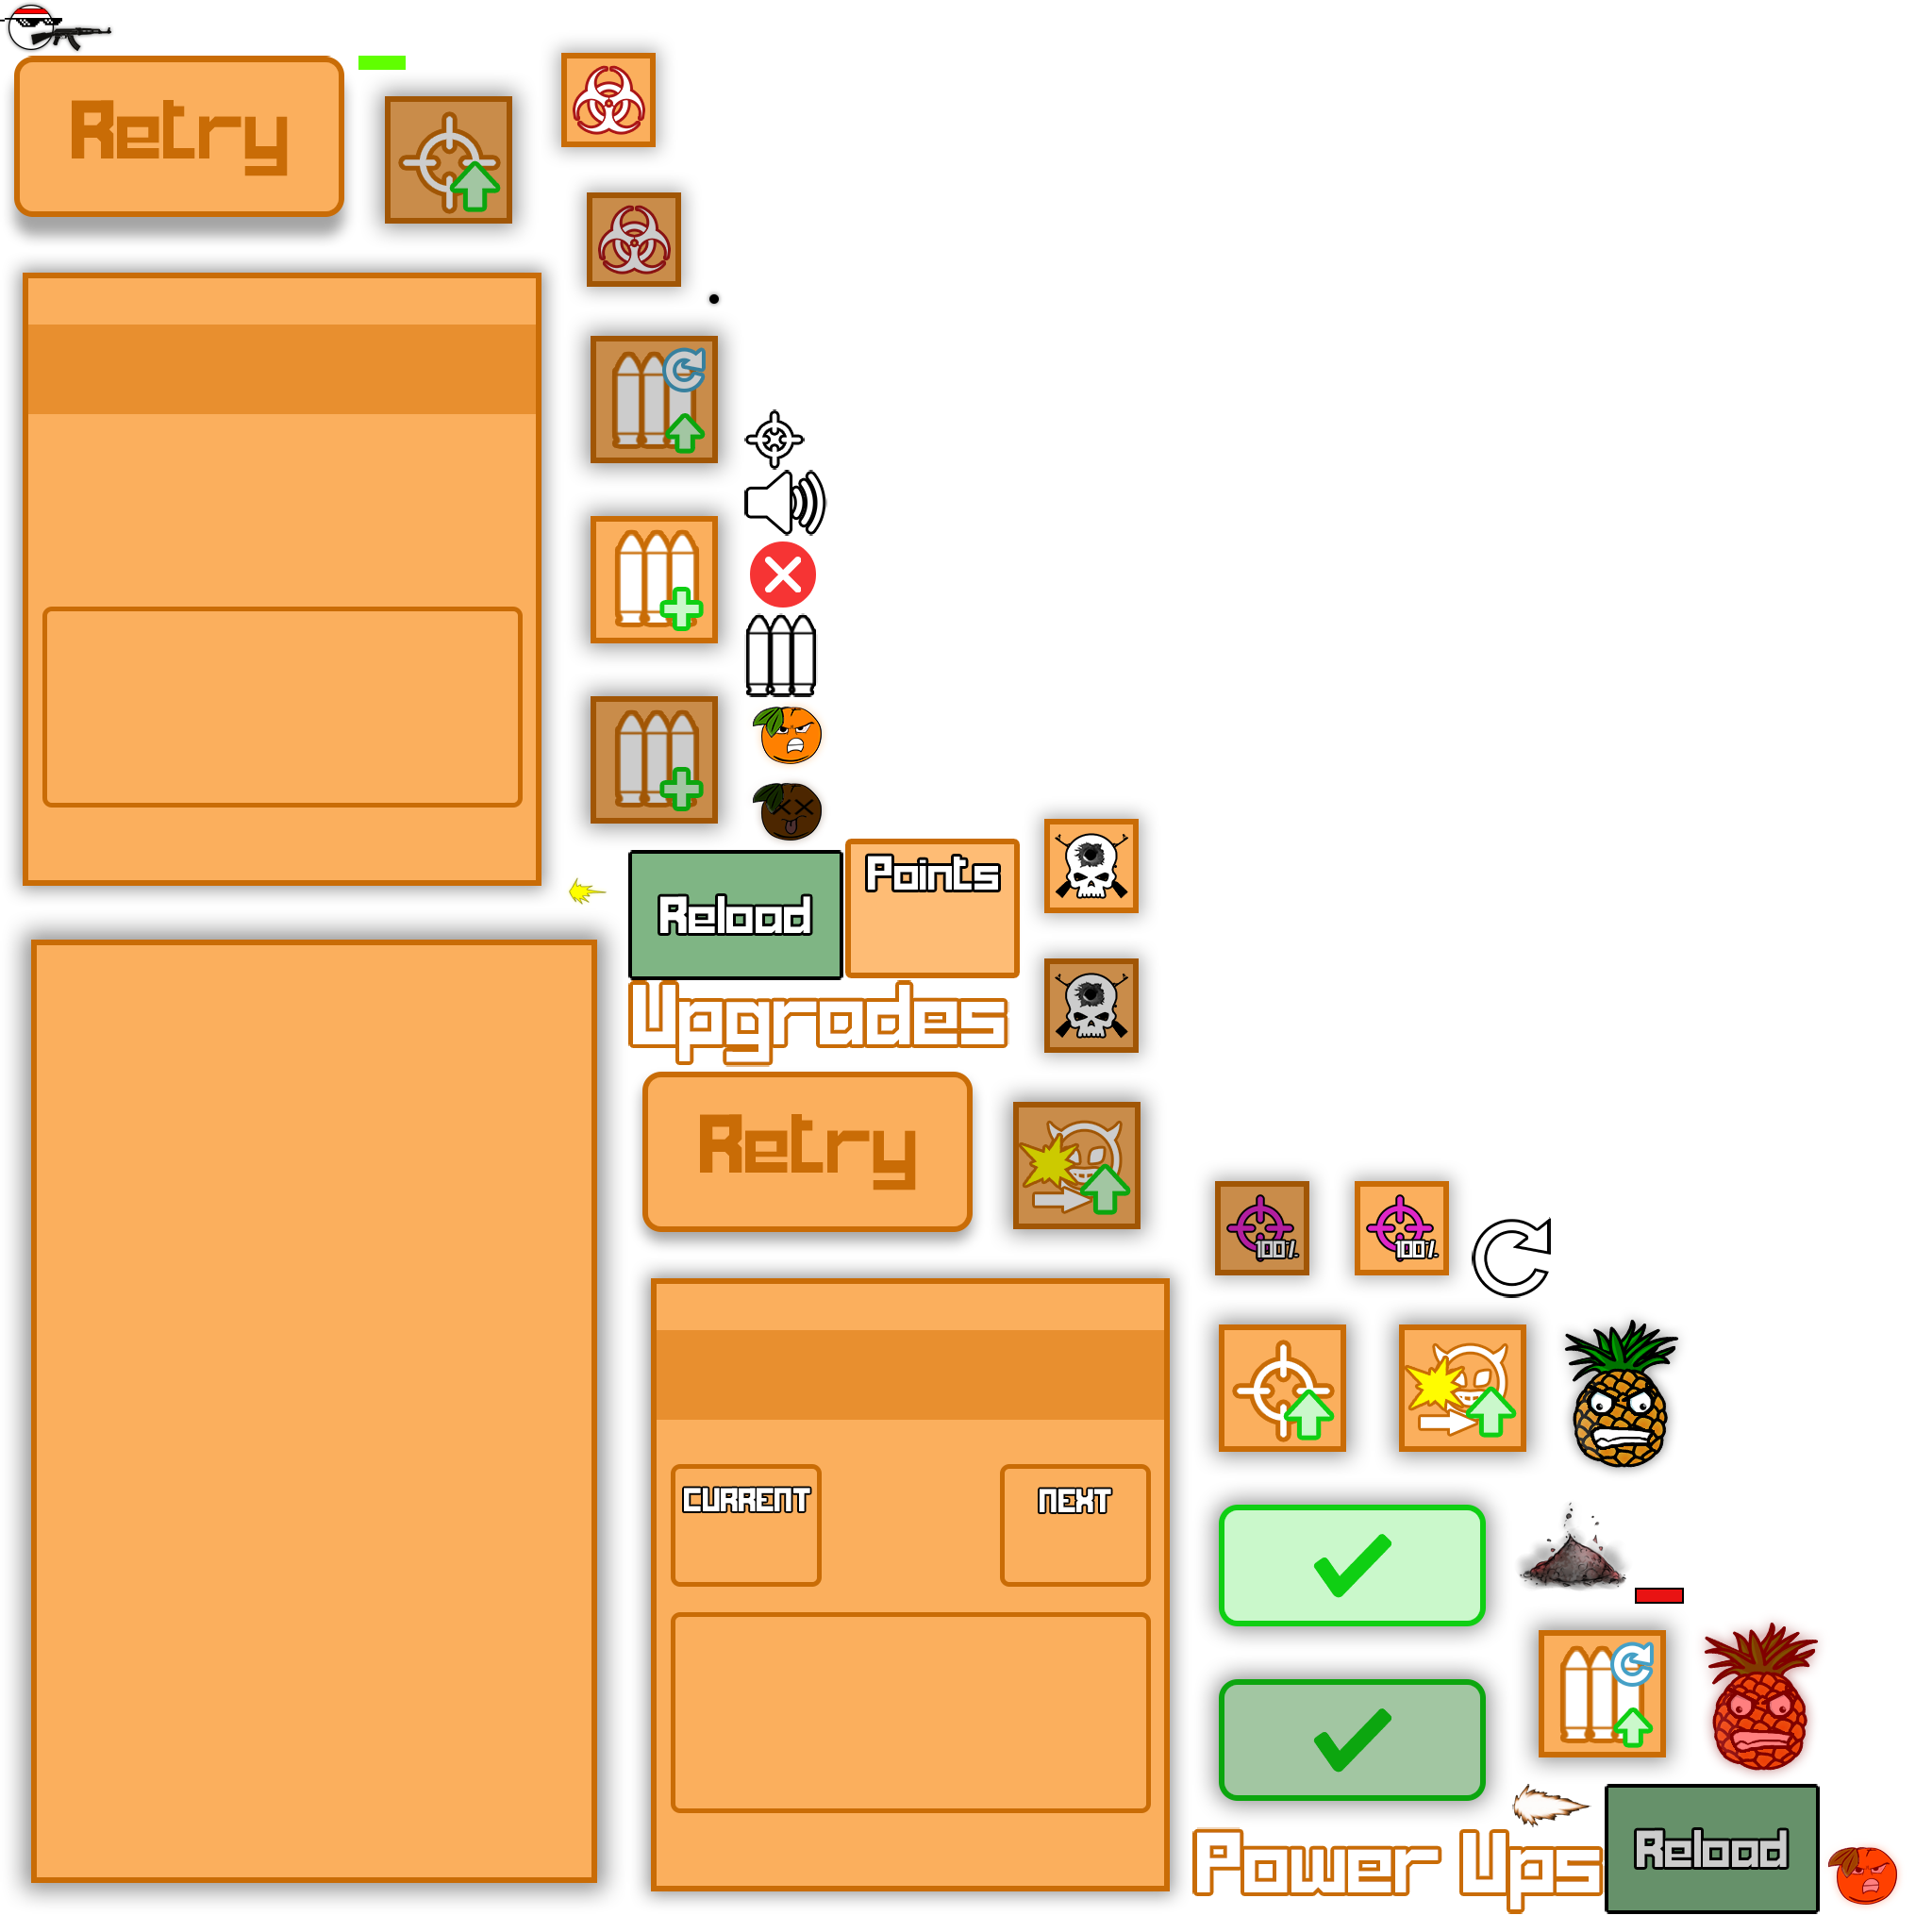 Retry
Reload
Points
Upgrades
Retry
100%
100%
CURRENT
NEXT
Power Ups
Reload